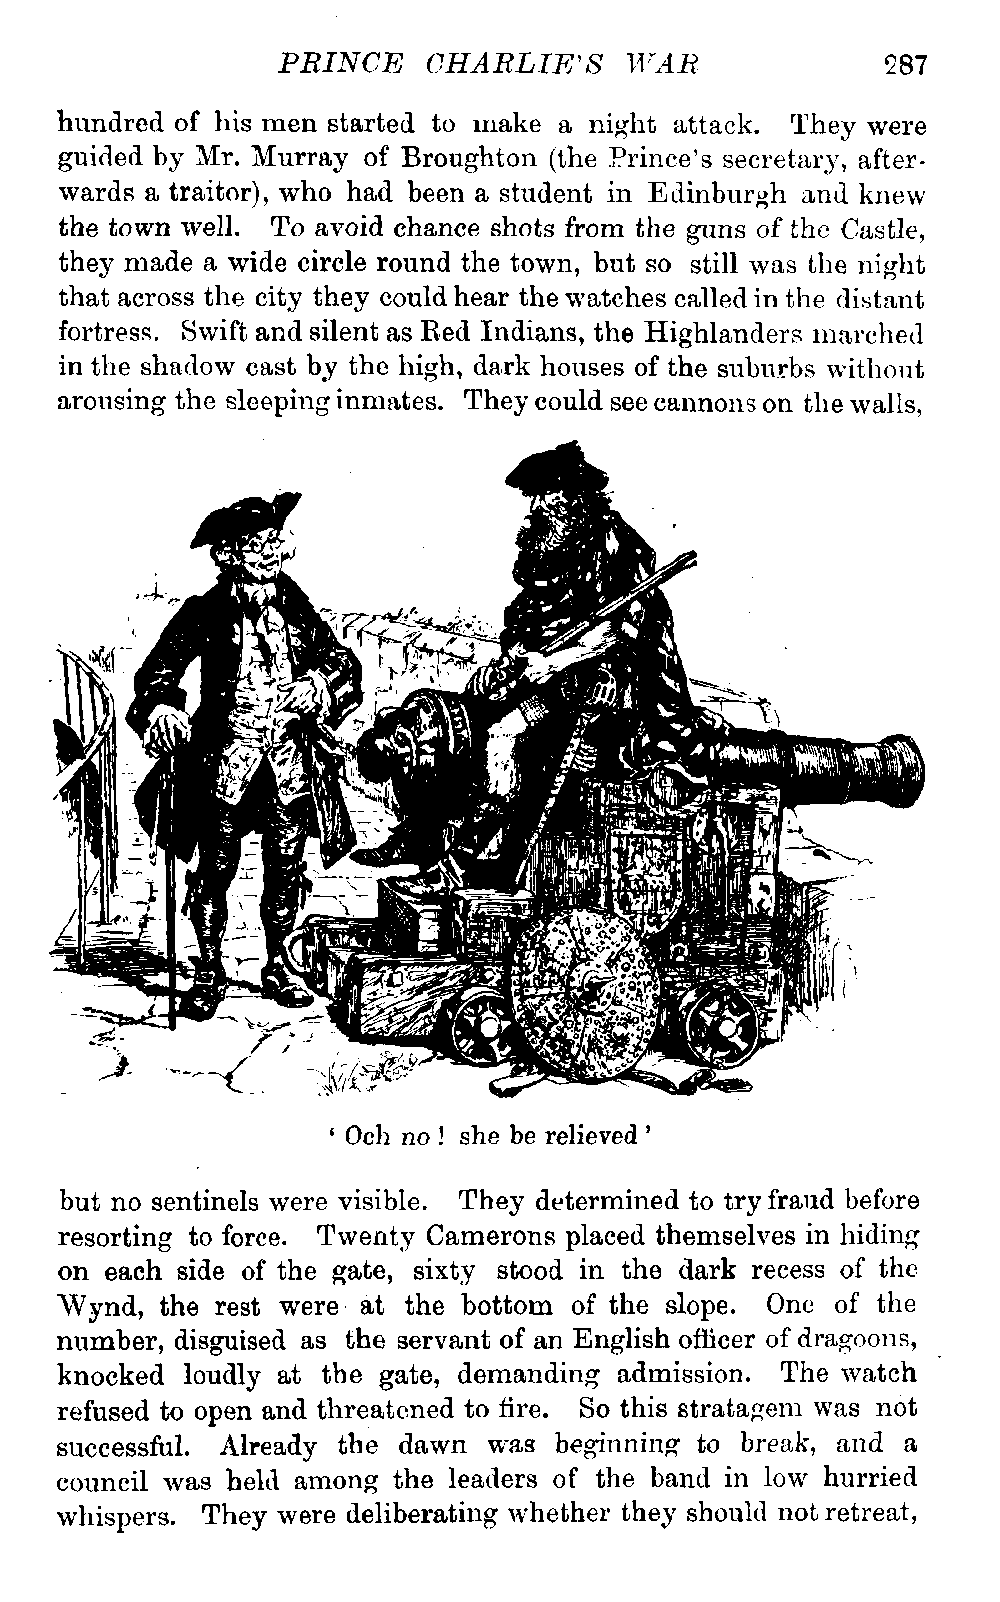 PRINCE CHARLIE'S WAR 287
hundred of his men started to make a night attack. They were
guided by Mr. Murray of Broughton (the Prince's secretary, after-
wards a traitor), who had been a student in Edinburgh and knew
the town well. To avoid chance shots from the guns of the Castle,
they made a wide circle round the town, but so still was the night
that across the city they could hear the watches called in the distant
fortress. Swift and silent as Red Indians, the Highlanders marched
in the shadow cast by the high, dark houses of the suburbs without
arousing the sleeping inmates. They could see cannons on the walls,
' Och no ! she be relieved '
but no sentinels were visible. They determined to try fraud before
resorting to force. Twenty Camerons placed themselves in hiding
on each side of the gate, sixty stood in the dark recess of the
Wynd, the rest were at the bottom of the slope. One of the
number, disguised as the servant of an English officer of dragoons,
knocked loudly at the gate, demanding admission. The watch
refused to open and threatened to fire. So this stratagem was not
successful. Already the dawn was beginning to break, and a
council was held among the leaders of the band in low hurried
whispers. They were deliberating whether they should not retreat,